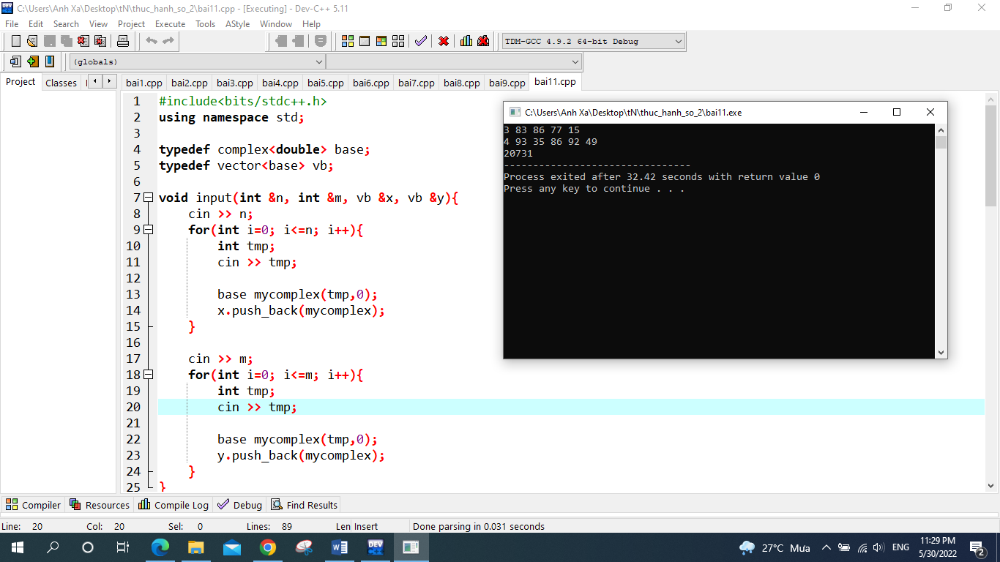 C:\Users\Anh Xa\Desktop\tN\thuc_hanh_so_2\bai11.cpp - [Executing] - Dev-C++ 5.11
File Edit Search View Project Execute Tools AStyle Window Help
TDM-GCC 4.9.2 64-bit Debug
(globals)
Project Classes
bai1.cpp bai2.cpp bai3.cpp bai4.cpp bai5.cpp bai6.cpp bai7.cpp bai8.cpp bai9.cpp bai11.cpp
1 #include<bits/stdc++.h>
2 using namespace std;
3
4 typedef complex<double> base;
5 typedef vector<base> vb;
6
7 void input(int &n, int &m, vb &x, vb &y){
8 cin >> n;
9 for(int i=0; i<=n; i++){
10 int tmp;
11 cin >> tmp;
12
13 base mycomplex(tmp,0);
14 x.push_back(mycomplex);
15 }
16
17 cin >> m;
18 for(int i=0; i<=m; i++){
19 int tmp;
20 cin >> tmp;
21
22 base mycomplex(tmp,0);
23 y.push_back(mycomplex);
24 }
25 }
C:\Users\Anh Xa\Desktop\tN\thuc_hanh_so_2\bai11.exe
3 83 86 77 15
4 93 35 86 92 49
20731
--------------------------------
Process exited after 32.42 seconds with return value 0
Press any key to continue . . .
Compiler Resources Compile Log Debug Find Results
Line: 20 Col: 20 Sel: 0 Lines: 89 Len Insert Done parsing in 0.031 seconds
27°C Mưa ENG
11:29 PM
5/30/2022
2